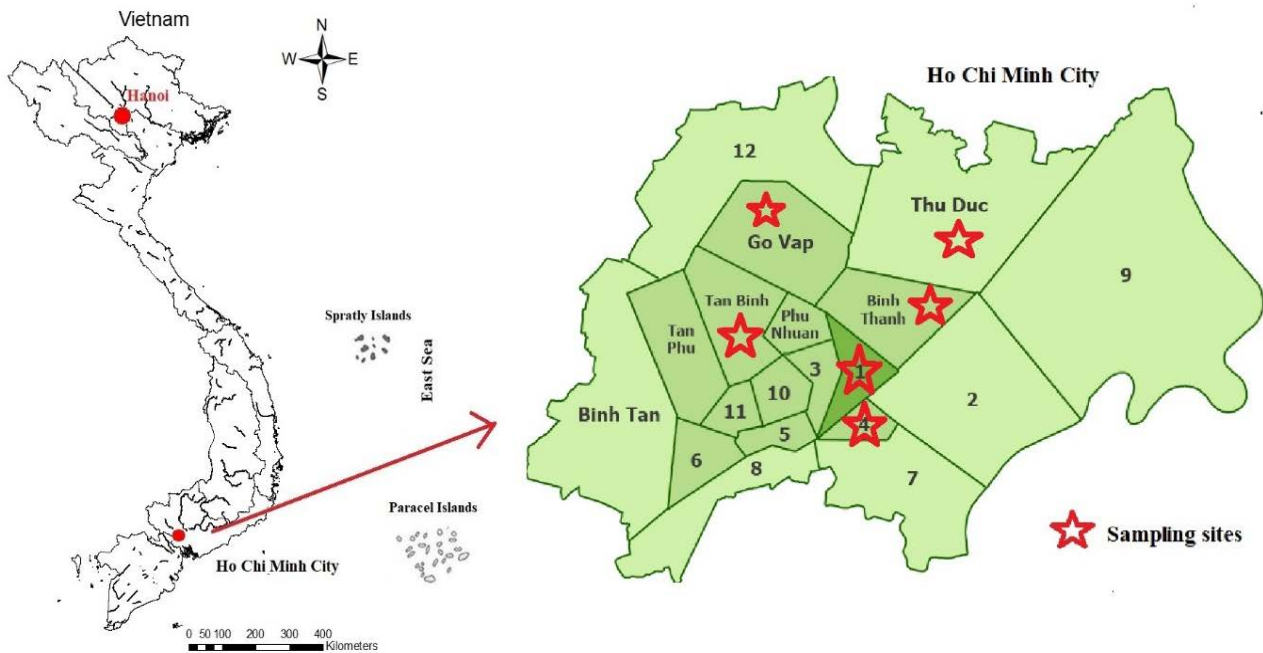 Vietnam
N
W E
S
Hanoi
Spratly Islands
East Sea
Paracel Islands
Ho Chi Minh City
0 50 100 200 300 400
Kilometers
Ho Chi Minh City
12
Thu Duc
Go Vap
9
Binh
Thanh
Tan Binh
Phu
Nhuan
Tan
Phu
3
1
10
2
11
Binh Tan
4
5
6
8
7
Sampling sites